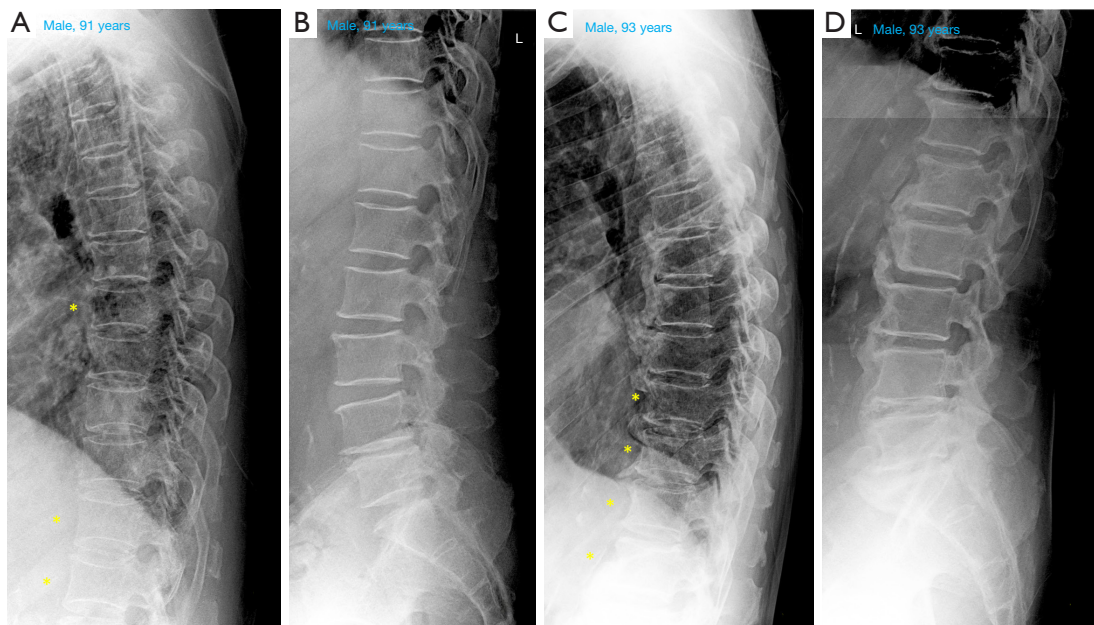 A Male, 91 years
B Male, 91 years
L
C Male, 93 years
D L Male, 93 years
*
*
*